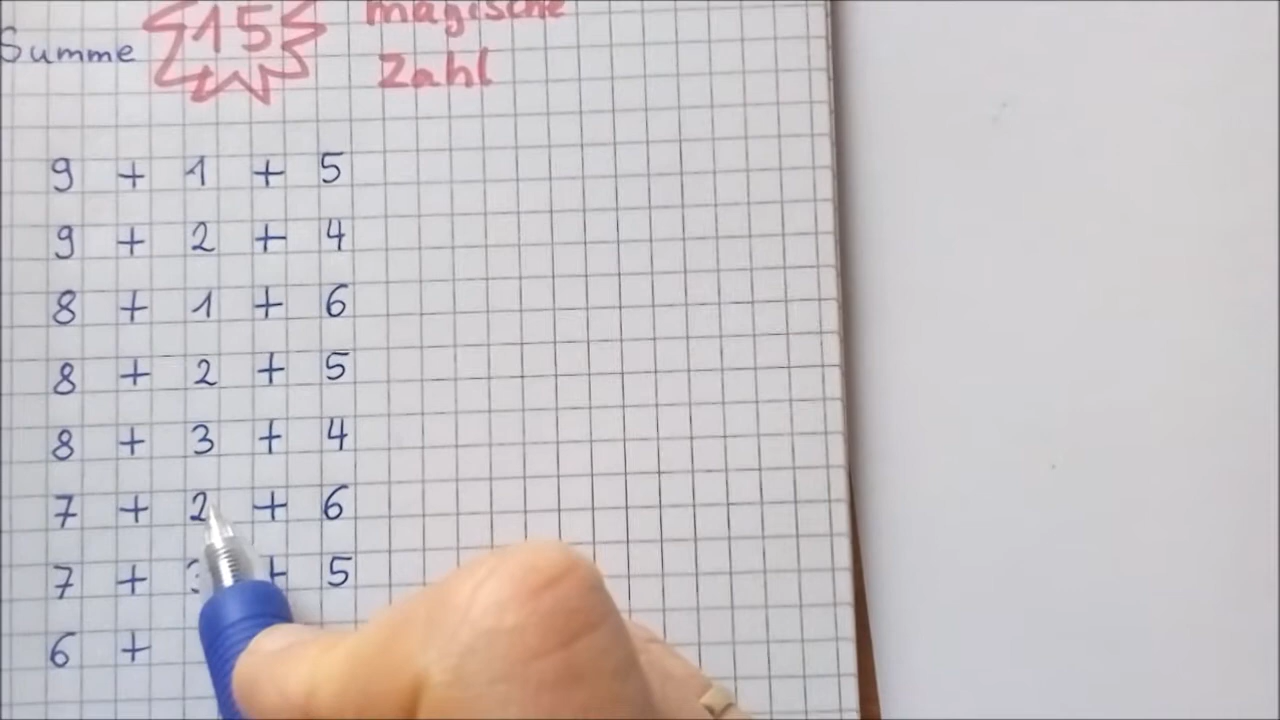 Summe 15 magische
Zahl
9 + 1 + 5
9 + 2 + 4
8 + 1 + 6
8 + 2 + 5
8 + 3 + 4
7 + 2 + 6
7 + 3 + 5
6 +